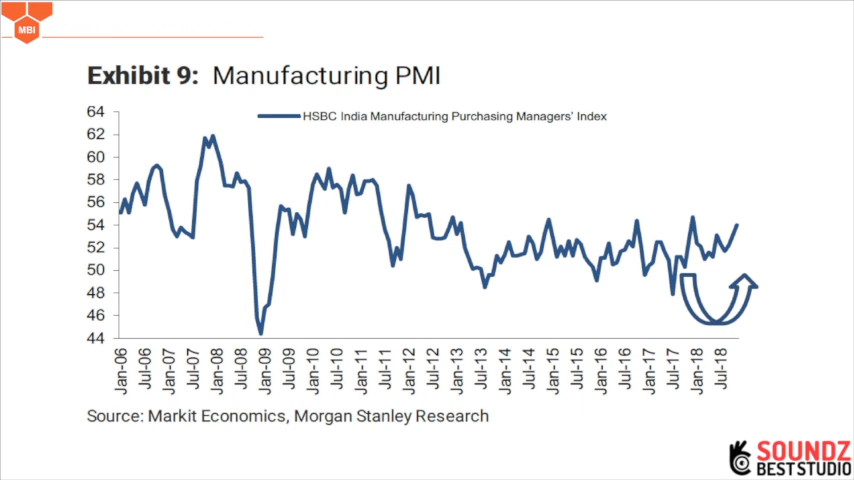 MBI
Exhibit 9: Manufacturing PMI
HSBC India Manufacturing Purchasing Managers' Index
64
62
60
58
56
54
52
50
48
46
44
Jan-06
Jul-06
Jan-07
Jul-07
Jan-08
Jul-08
Jan-09
Jul-09
Jan-10
Jul-10
Jan-11
Jul-11
Jan-12
Jul-12
Jan-13
Jul-13
Jan-14
Jul-14
Jan-15
Jul-15
Jan-16
Jul-16
Jan-17
Jul-17
Jan-18
Jul-18
Source: Markit Economics, Morgan Stanley Research
SOUNDZ
BEST STUDIO